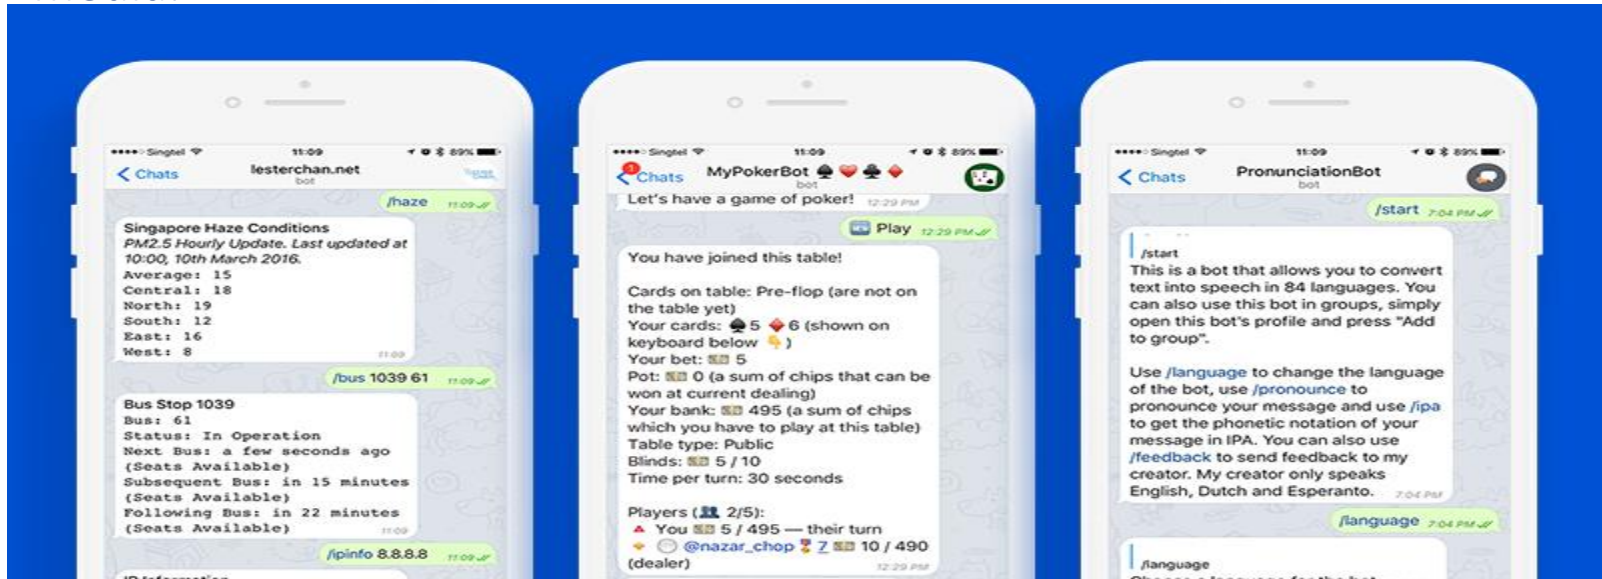 Singtel 11:09 89%
Chats lesterchan.net
bot
/haze 11:09
Singapore Haze Conditions
PM2.5 Hourly Update. Last updated at
10:00, 10th March 2016.
Average: 15
Central: 18
North: 19
South: 12
East: 16
West: 8
11:09
/bus 1039 61 11:09
Bus Stop 1039
Bus: 61
Status: In Operation
Next Bus: a few seconds ago
(Seats Available)
Subsequent Bus: in 15 minutes
(Seats Available)
Following Bus: in 22 minutes
(Seats Available) 11:09
/ipinfo 8.8.8.8 11:09
Singtel 11:09 89%
1
Chats MyPokerBot ♠️ ❤️ ♣️ ♦️
bot
Let's have a game of poker! 12:29 PM
Play 12:29 PM
You have joined this table!
Cards on table: Pre-flop (are not on
the table yet)
Your cards: ♠️5 ♦️6 (shown on
keyboard below 👇)
Your bet: 💵 5
Pot: 💵 0 (a sum of chips that can be
won at current dealing)
Your bank: 💵 495 (a sum of chips
which you have to play at this table)
Table type: Public
Blinds: 💵 5 / 10
Time per turn: 30 seconds
Players (👥 2/5):
🔺 You 💵 5 / 495 — their turn
🔸 ⚪ @nazar_chop 🎖 7 💵 10 / 490
(dealer) 12:29 PM
Singtel 11:09 89%
Chats PronunciationBot
bot
/start 7:04 PM
/start
This is a bot that allows you to convert
text into speech in 84 languages. You
can also use this bot in groups, simply
open this bot's profile and press "Add
to group".
Use /language to change the language
of the bot, use /pronounce to
pronounce your message and use /ipa
to get the phonetic notation of your
message in IPA. You can also use
/feedback to send feedback to my
creator. My creator only speaks
English, Dutch and Esperanto. 7:04 PM
/language 7:04 PM
/language